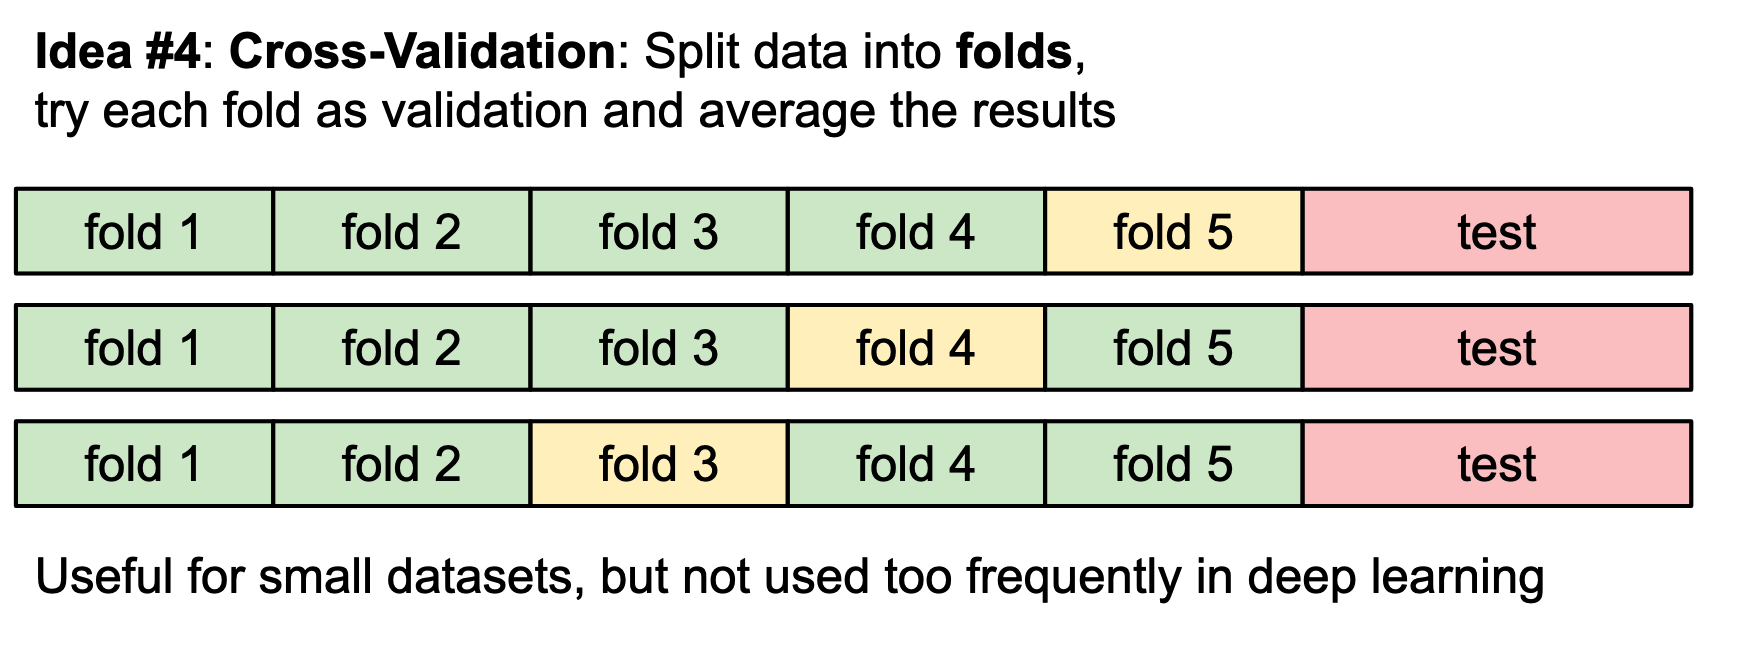 Idea #4: Cross-Validation: Split data into folds,
try each fold as validation and average the results
fold 1 fold 2 fold 3 fold 4 fold 5 test
fold 1 fold 2 fold 3 fold 4 fold 5 test
fold 1 fold 2 fold 3 fold 4 fold 5 test
Useful for small datasets, but not used too frequently in deep learning